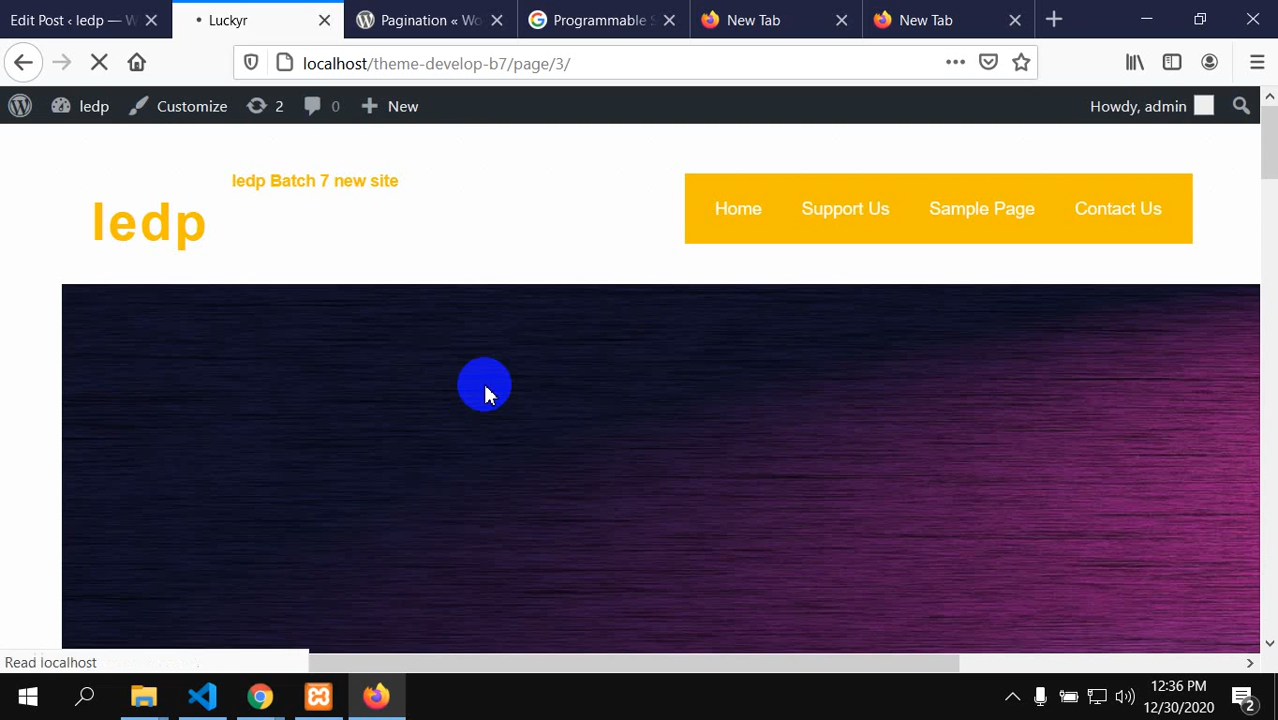 Edit Post ‹ ledp — W
Luckyr
Pagination « Wo
Programmable S
New Tab
New Tab
localhost/theme-develop-b7/page/3/
ledp
Customize
2
0
New
Howdy, admin
ledp Batch 7 new site
ledp
Home
Support Us
Sample Page
Contact Us
Read localhost
12:36 PM
12/30/2020
2